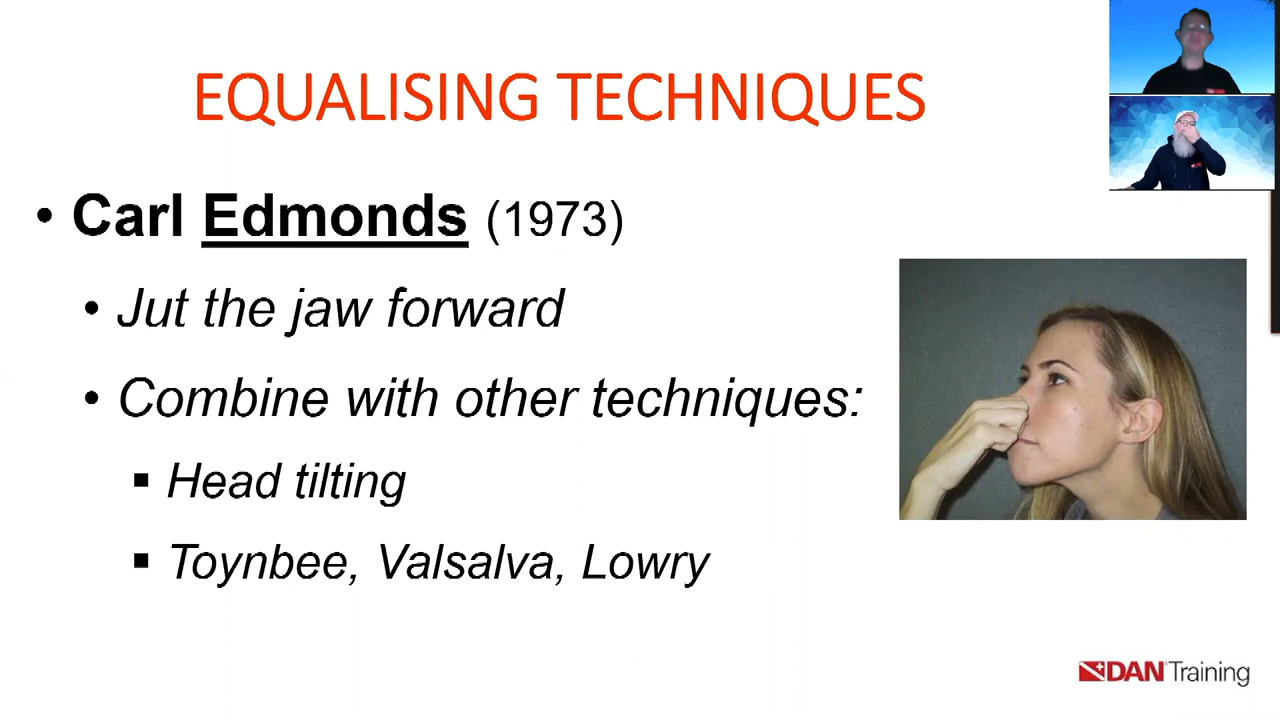 EQUALISING TECHNIQUES
• Carl Edmonds (1973)
• Jut the jaw forward
• Combine with other techniques:
▪ Head tilting
▪ Toynbee, Valsalva, Lowry
DAN Training